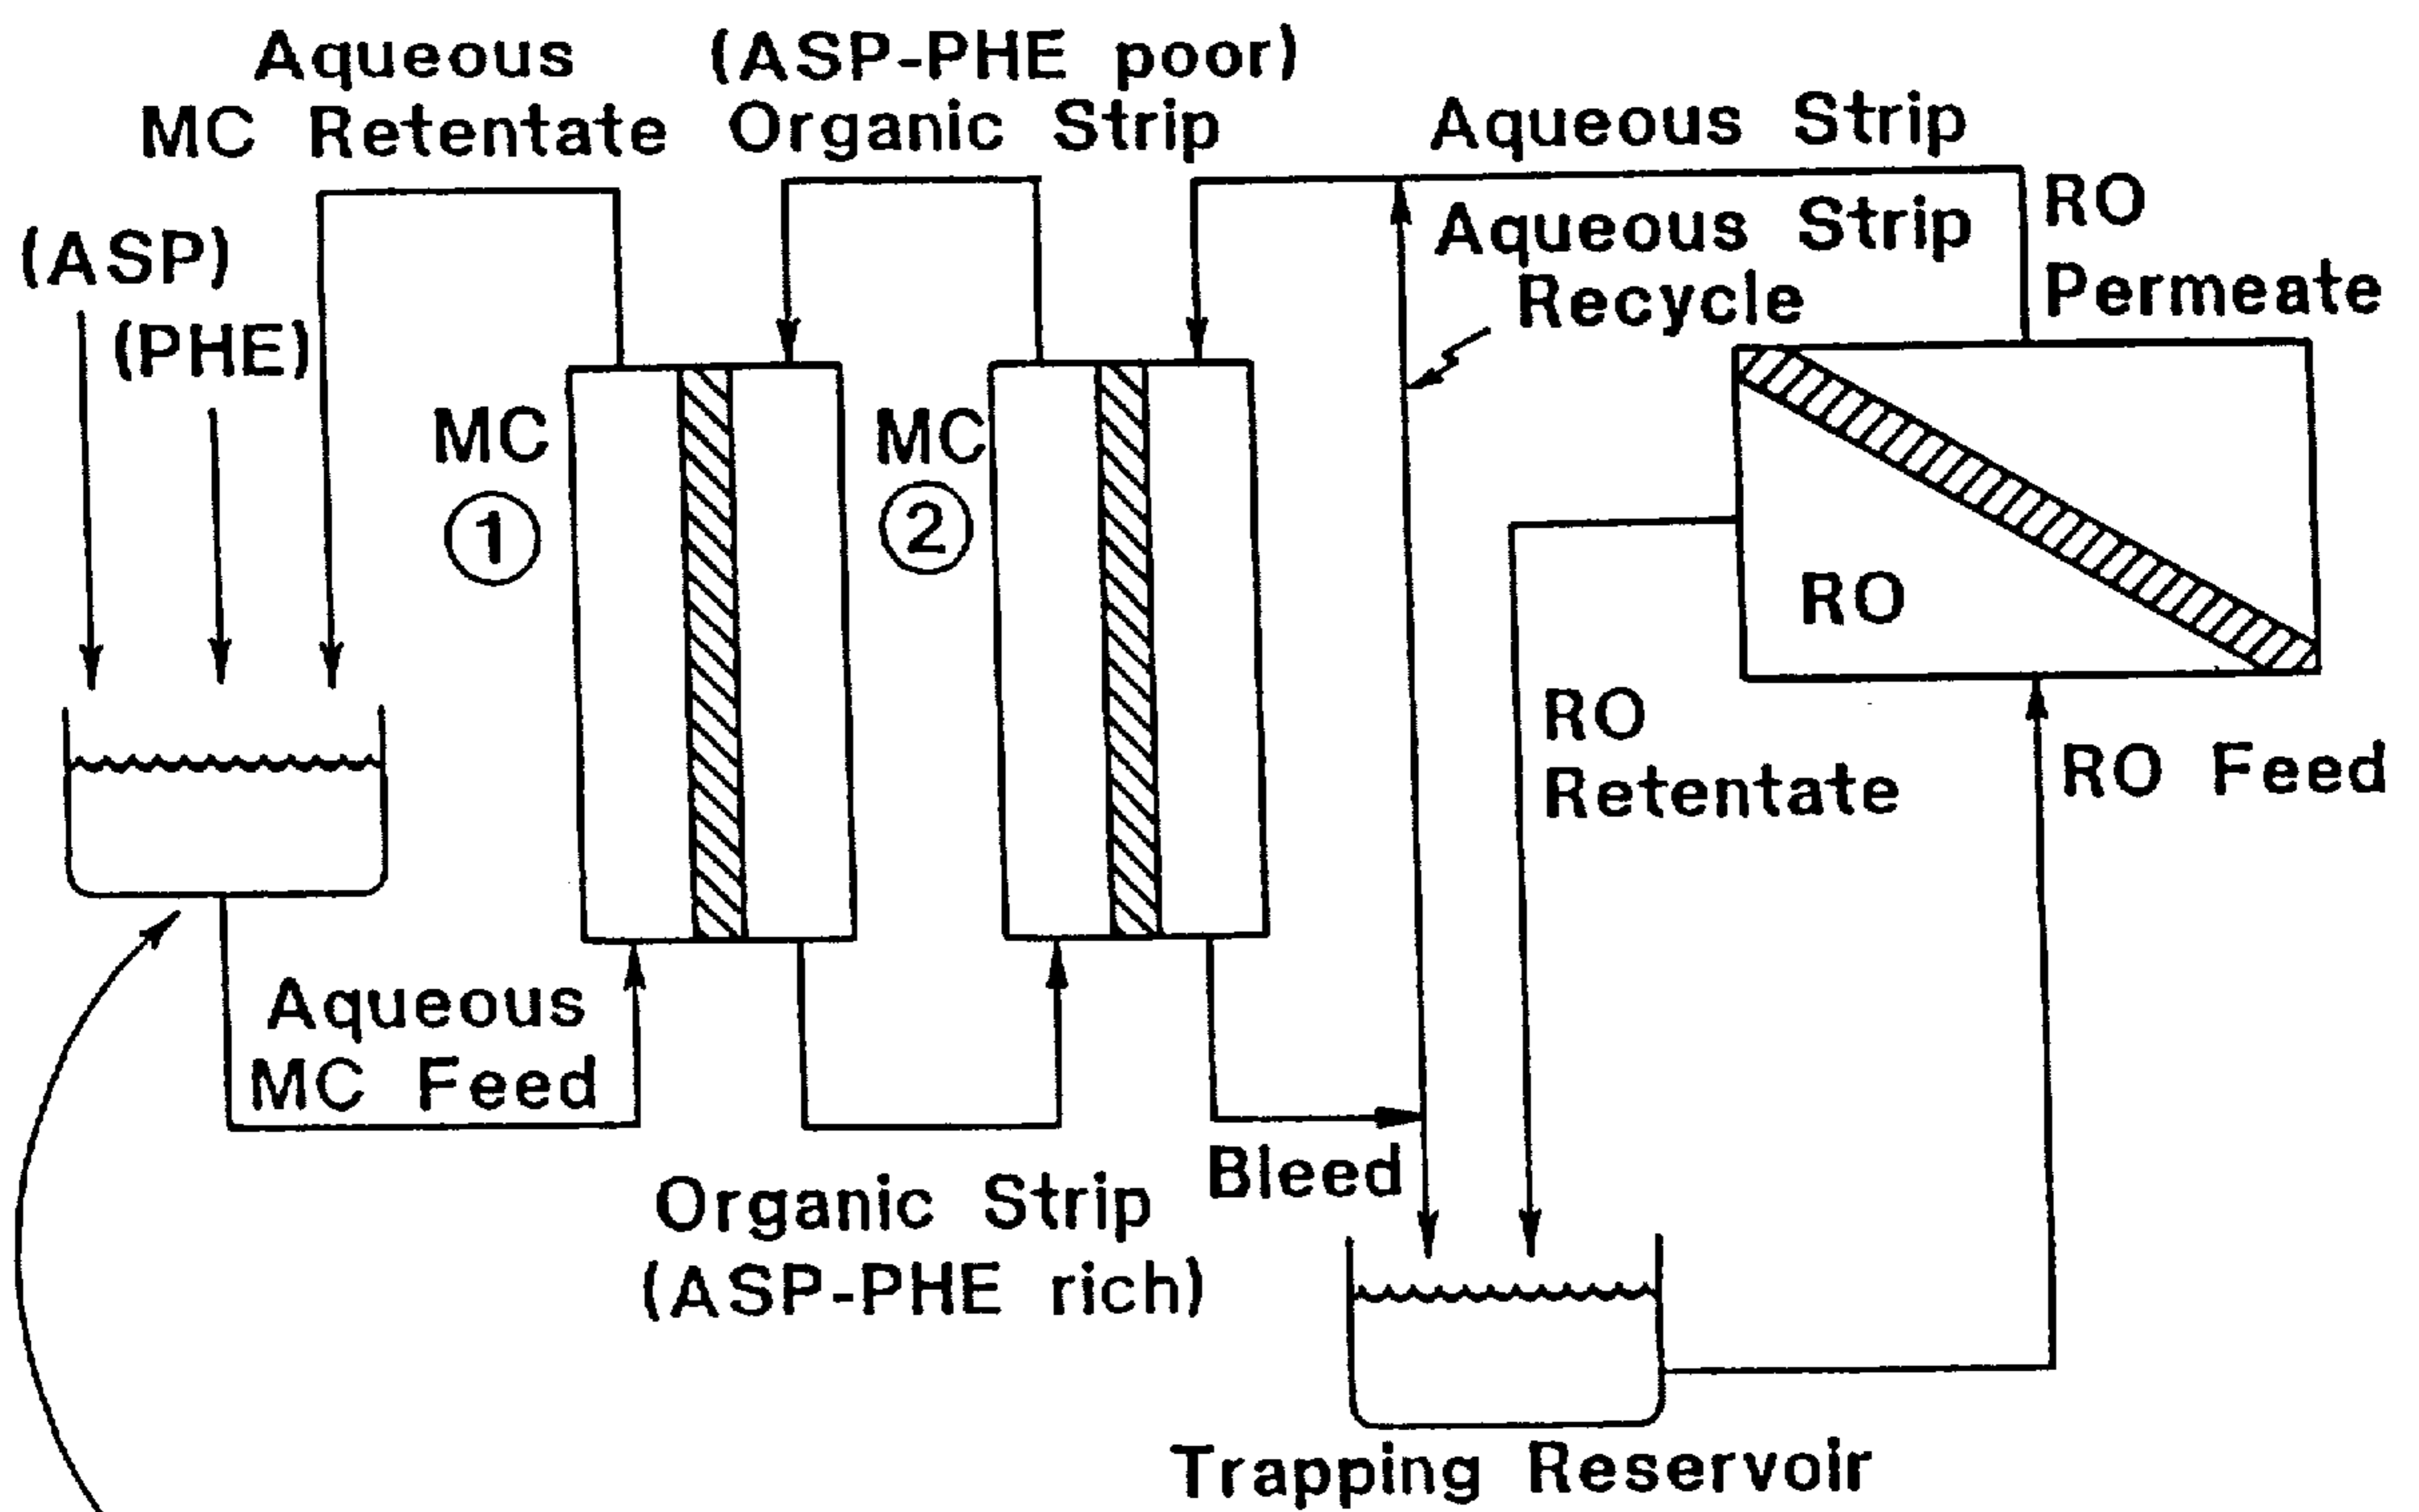 Aqueous
MC Retentate
(ASP-PHE poor)
Organic Strip
Aqueous Strip
RO
Permeate
Aqueous Strip
Recycle
(ASP)
(PHE)
MC
1
MC
2
RO
RO
Retentate
RO Feed
Aqueous
MC Feed
Organic Strip
(ASP-PHE rich)
Bleed
Trapping Reservoir